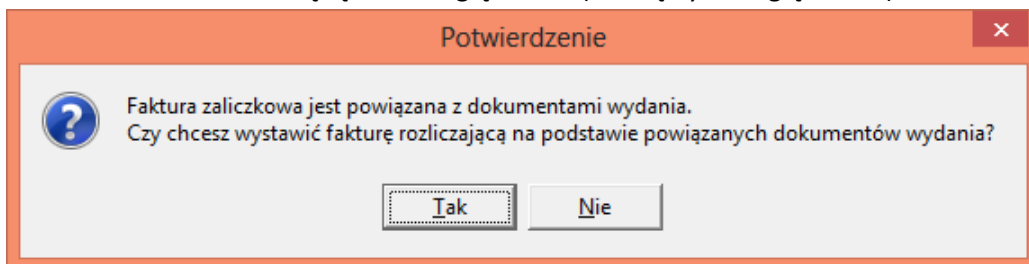 Potwierdzenie
Faktura zaliczkowa jest powiązana z dokumentami wydania.
Czy chcesz wystawić fakturę rozliczającą na podstawie powiązanych dokumentów wydania?
Tak
Nie